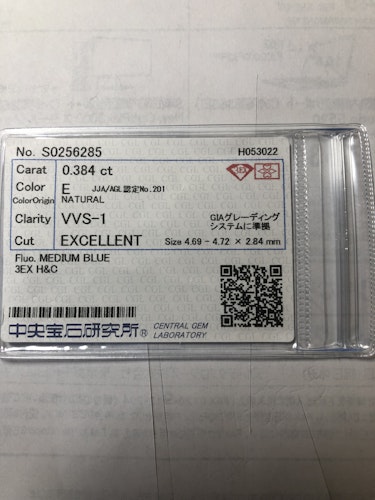 No. S0256285 H053022
Carat 0.384 ct
Color E JJA/AGL認定No.201
ColorOrigin NATURAL
Clarity VVS-1 GIAグレーディング
システムに準拠
Cut EXCELLENT Size 4.69 - 4.72 × 2.84 mm
Fluo. MEDIUM BLUE
3EX H&C
中央宝石研究所® CENTRAL GEM
LABORATORY